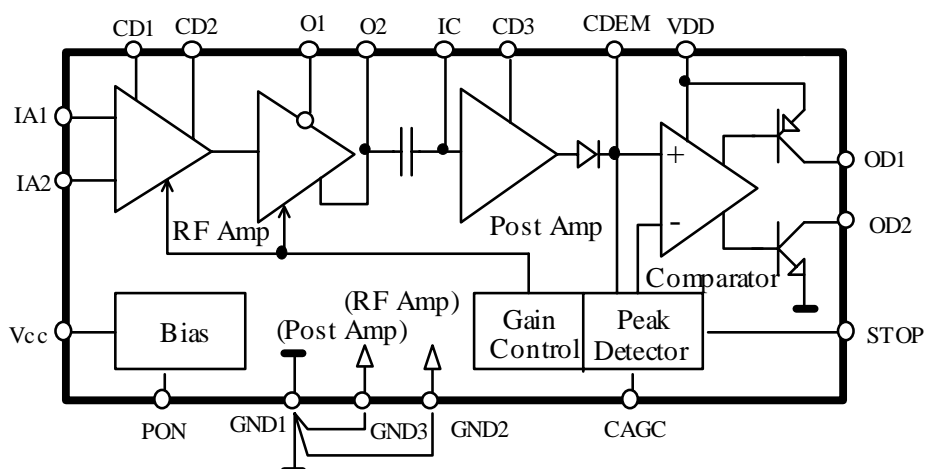 CD1
CD2
O1
O2
IC
CD3
CDEM
VDD
IA1
IA2
OD1
OD2
+
-
RF Amp
Post Amp
Comparator
(RF Amp)
(Post Amp)
Vcc
Bias
Gain
Control
Peak
Detector
STOP
PON
GND1
GND3
GND2
CAGC